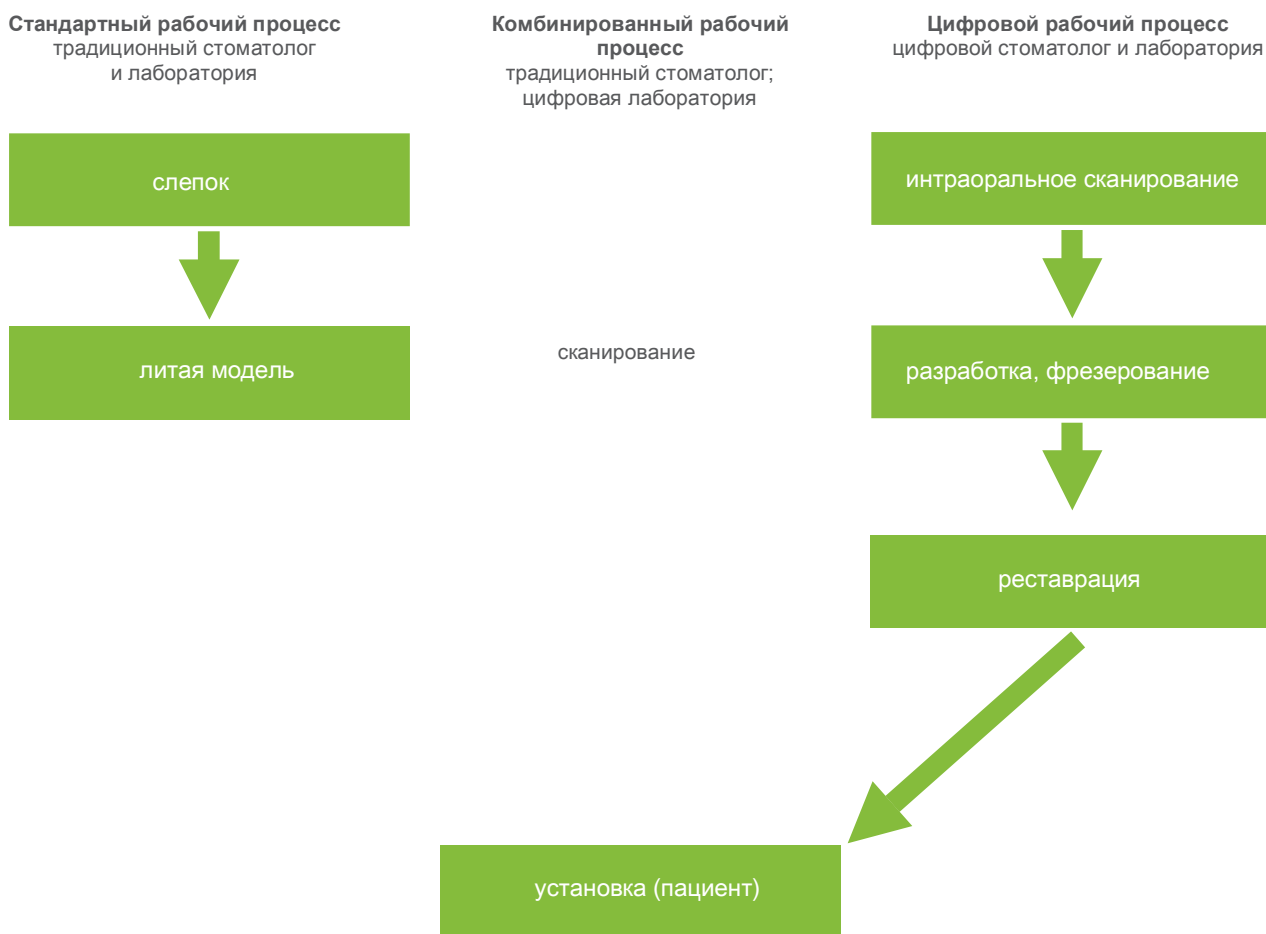 Стандартный рабочий процесс
традиционный стоматолог
и лаборатория
Комбинированный рабочий
процесс
традиционный стоматолог;
цифровая лаборатория
Цифровой рабочий процесс
цифровой стоматолог и лаборатория
слепок
интраоральное сканирование
литая модель
сканирование
разработка, фрезерование
реставрация
установка (пациент)